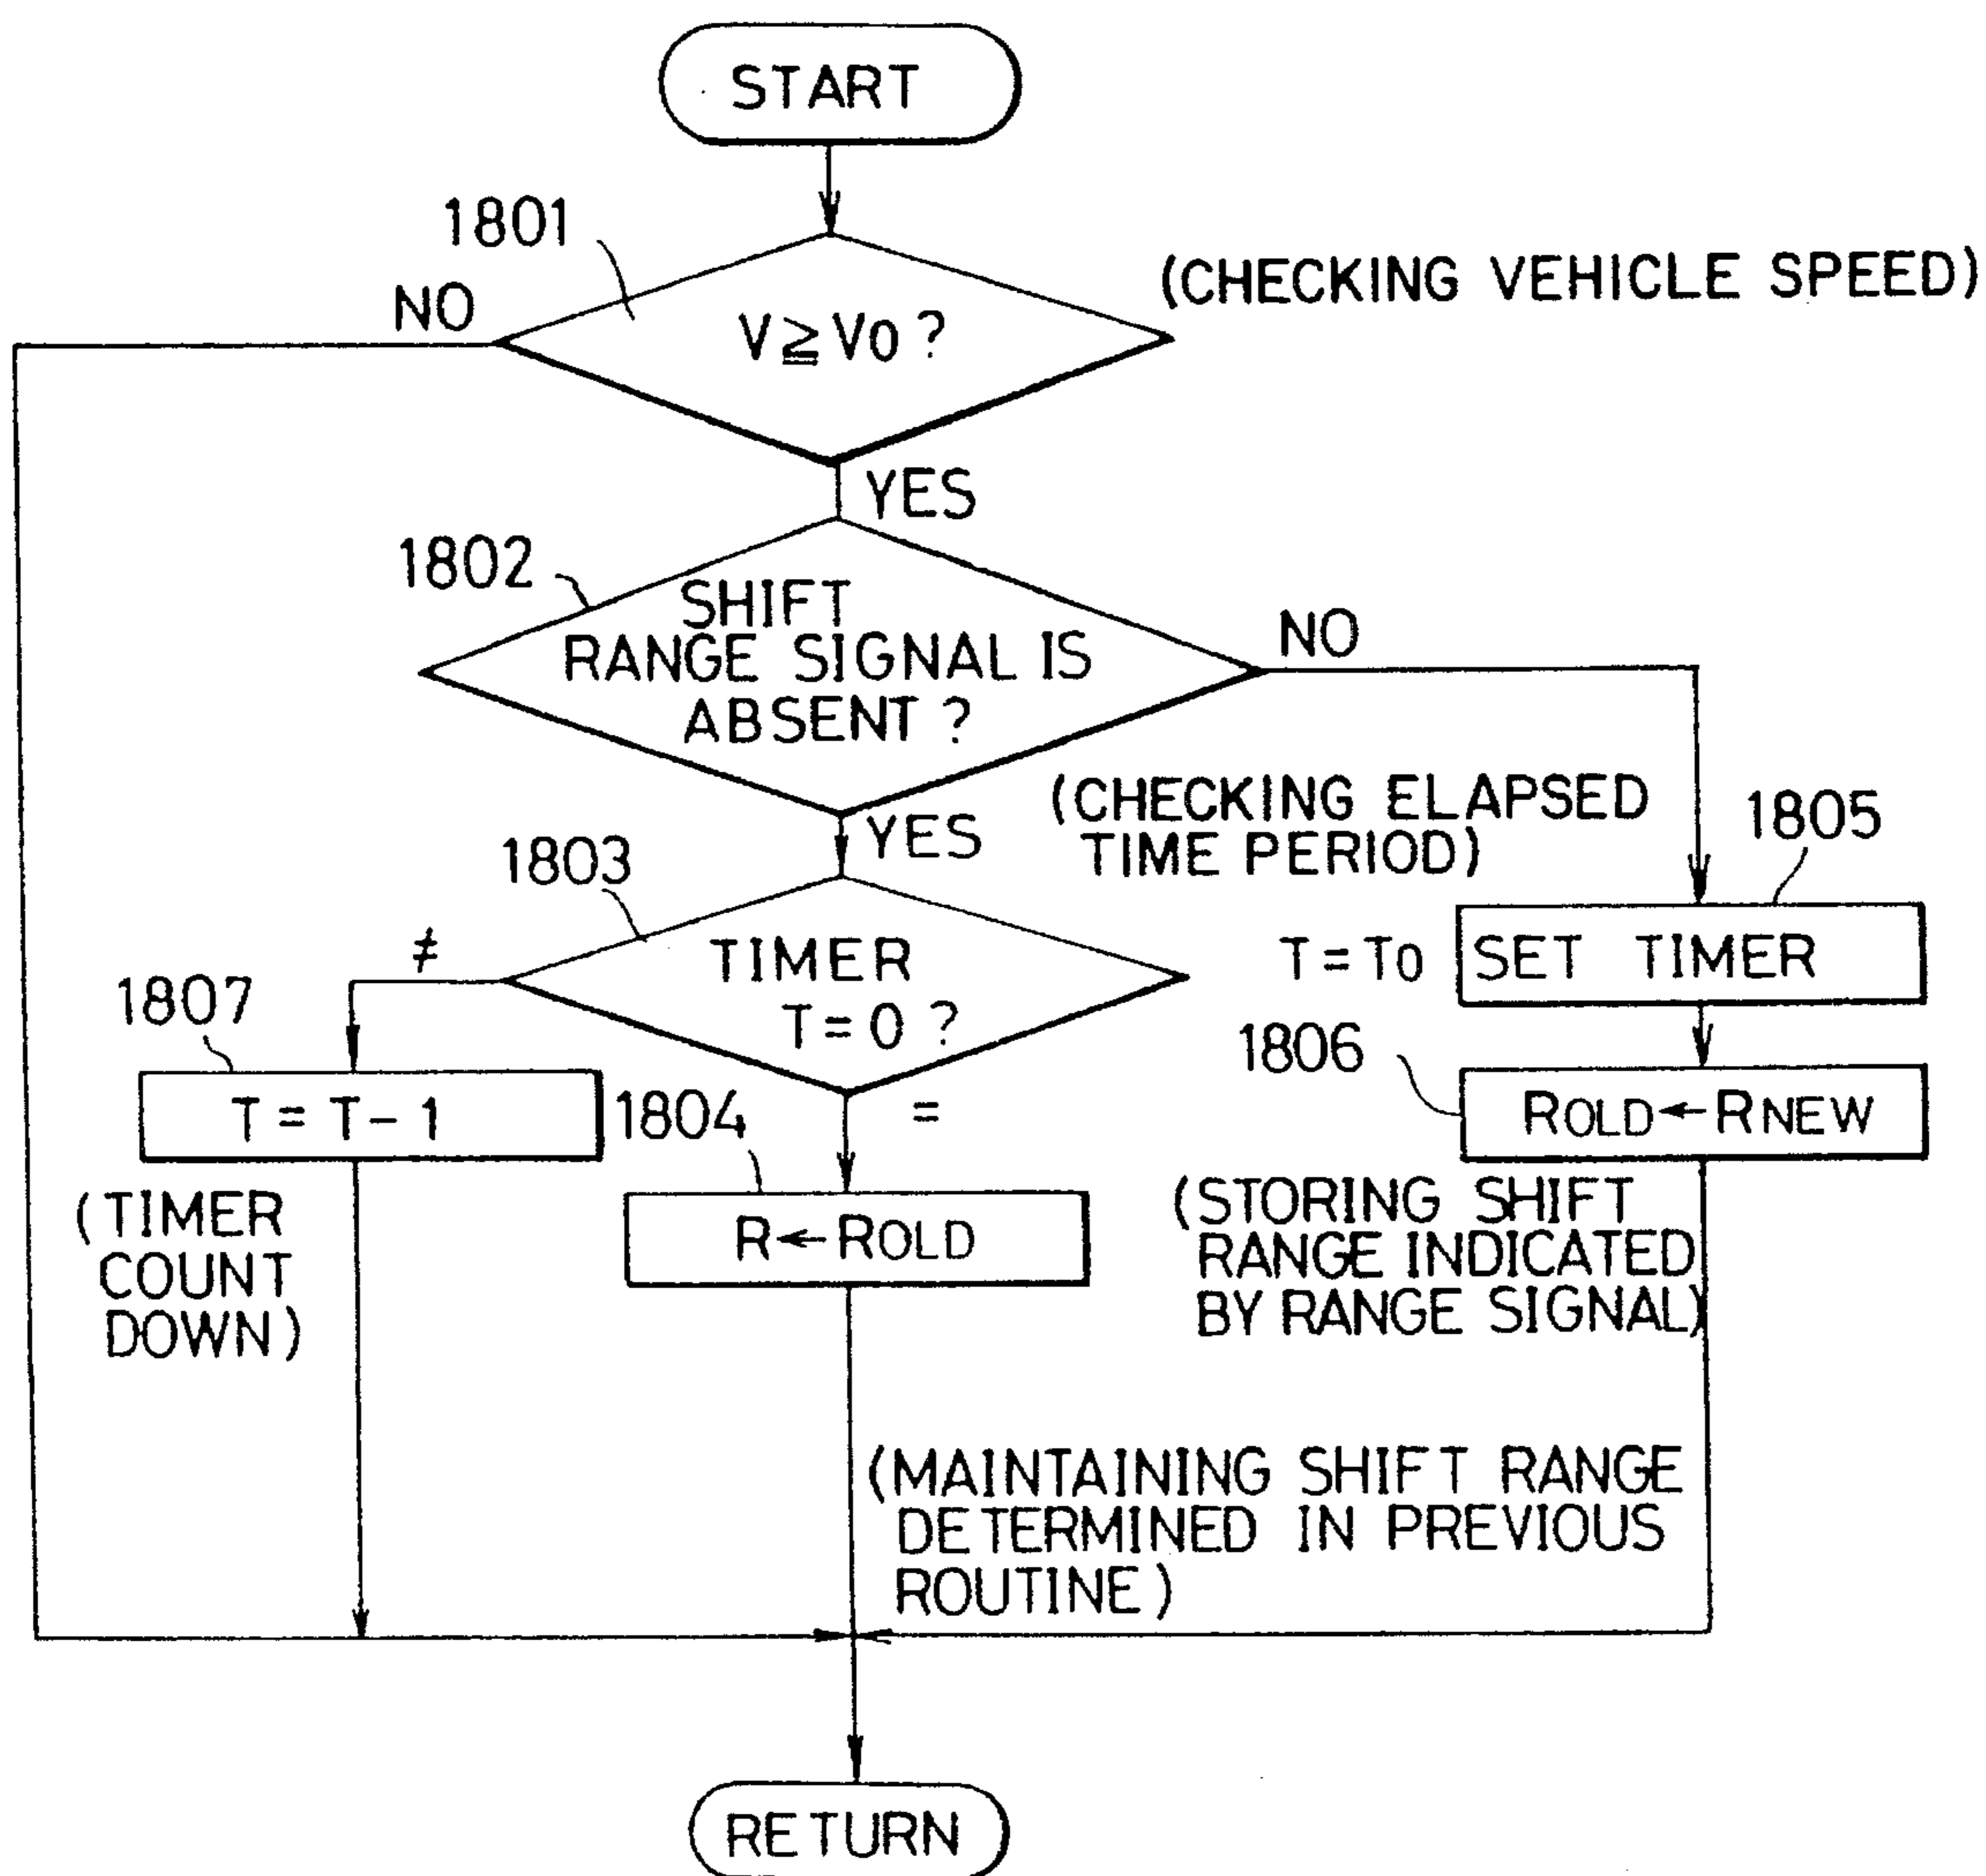 START
1801
NO
V≧V0 ?
(CHECKING VEHICLE SPEED)
YES
1802
SHIFT
RANGE SIGNAL IS
ABSENT ?
NO
YES
(CHECKING ELAPSED
TIME PERIOD)
1805
1803
≠
TIMER
T = 0 ?
T = T0
SET TIMER
1807
T = T - 1
(TIMER
COUNT
DOWN)
1804
=
R ← ROLD
1806
ROLD ← RNEW
(STORING SHIFT
RANGE INDICATED
BY RANGE SIGNAL)
(MAINTAINING SHIFT RANGE
DETERMINED IN PREVIOUS
ROUTINE)
RETURN